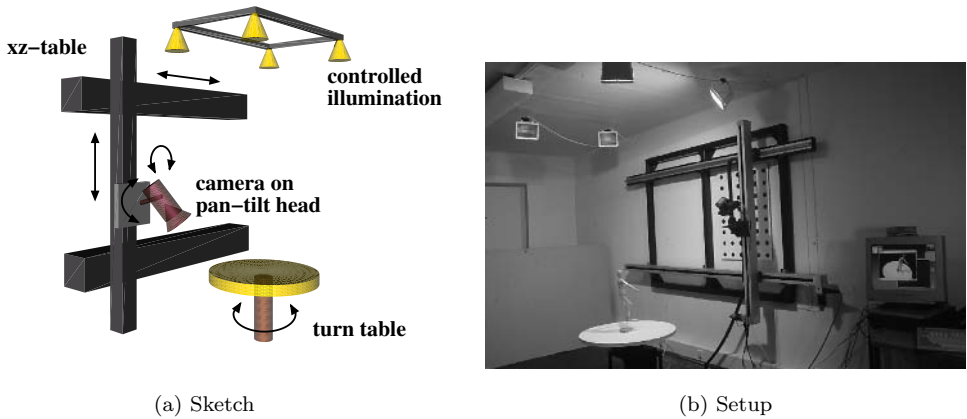 xz-table
controlled
illumination
camera on
pan-tilt head
turn table
(a) Sketch
(b) Setup